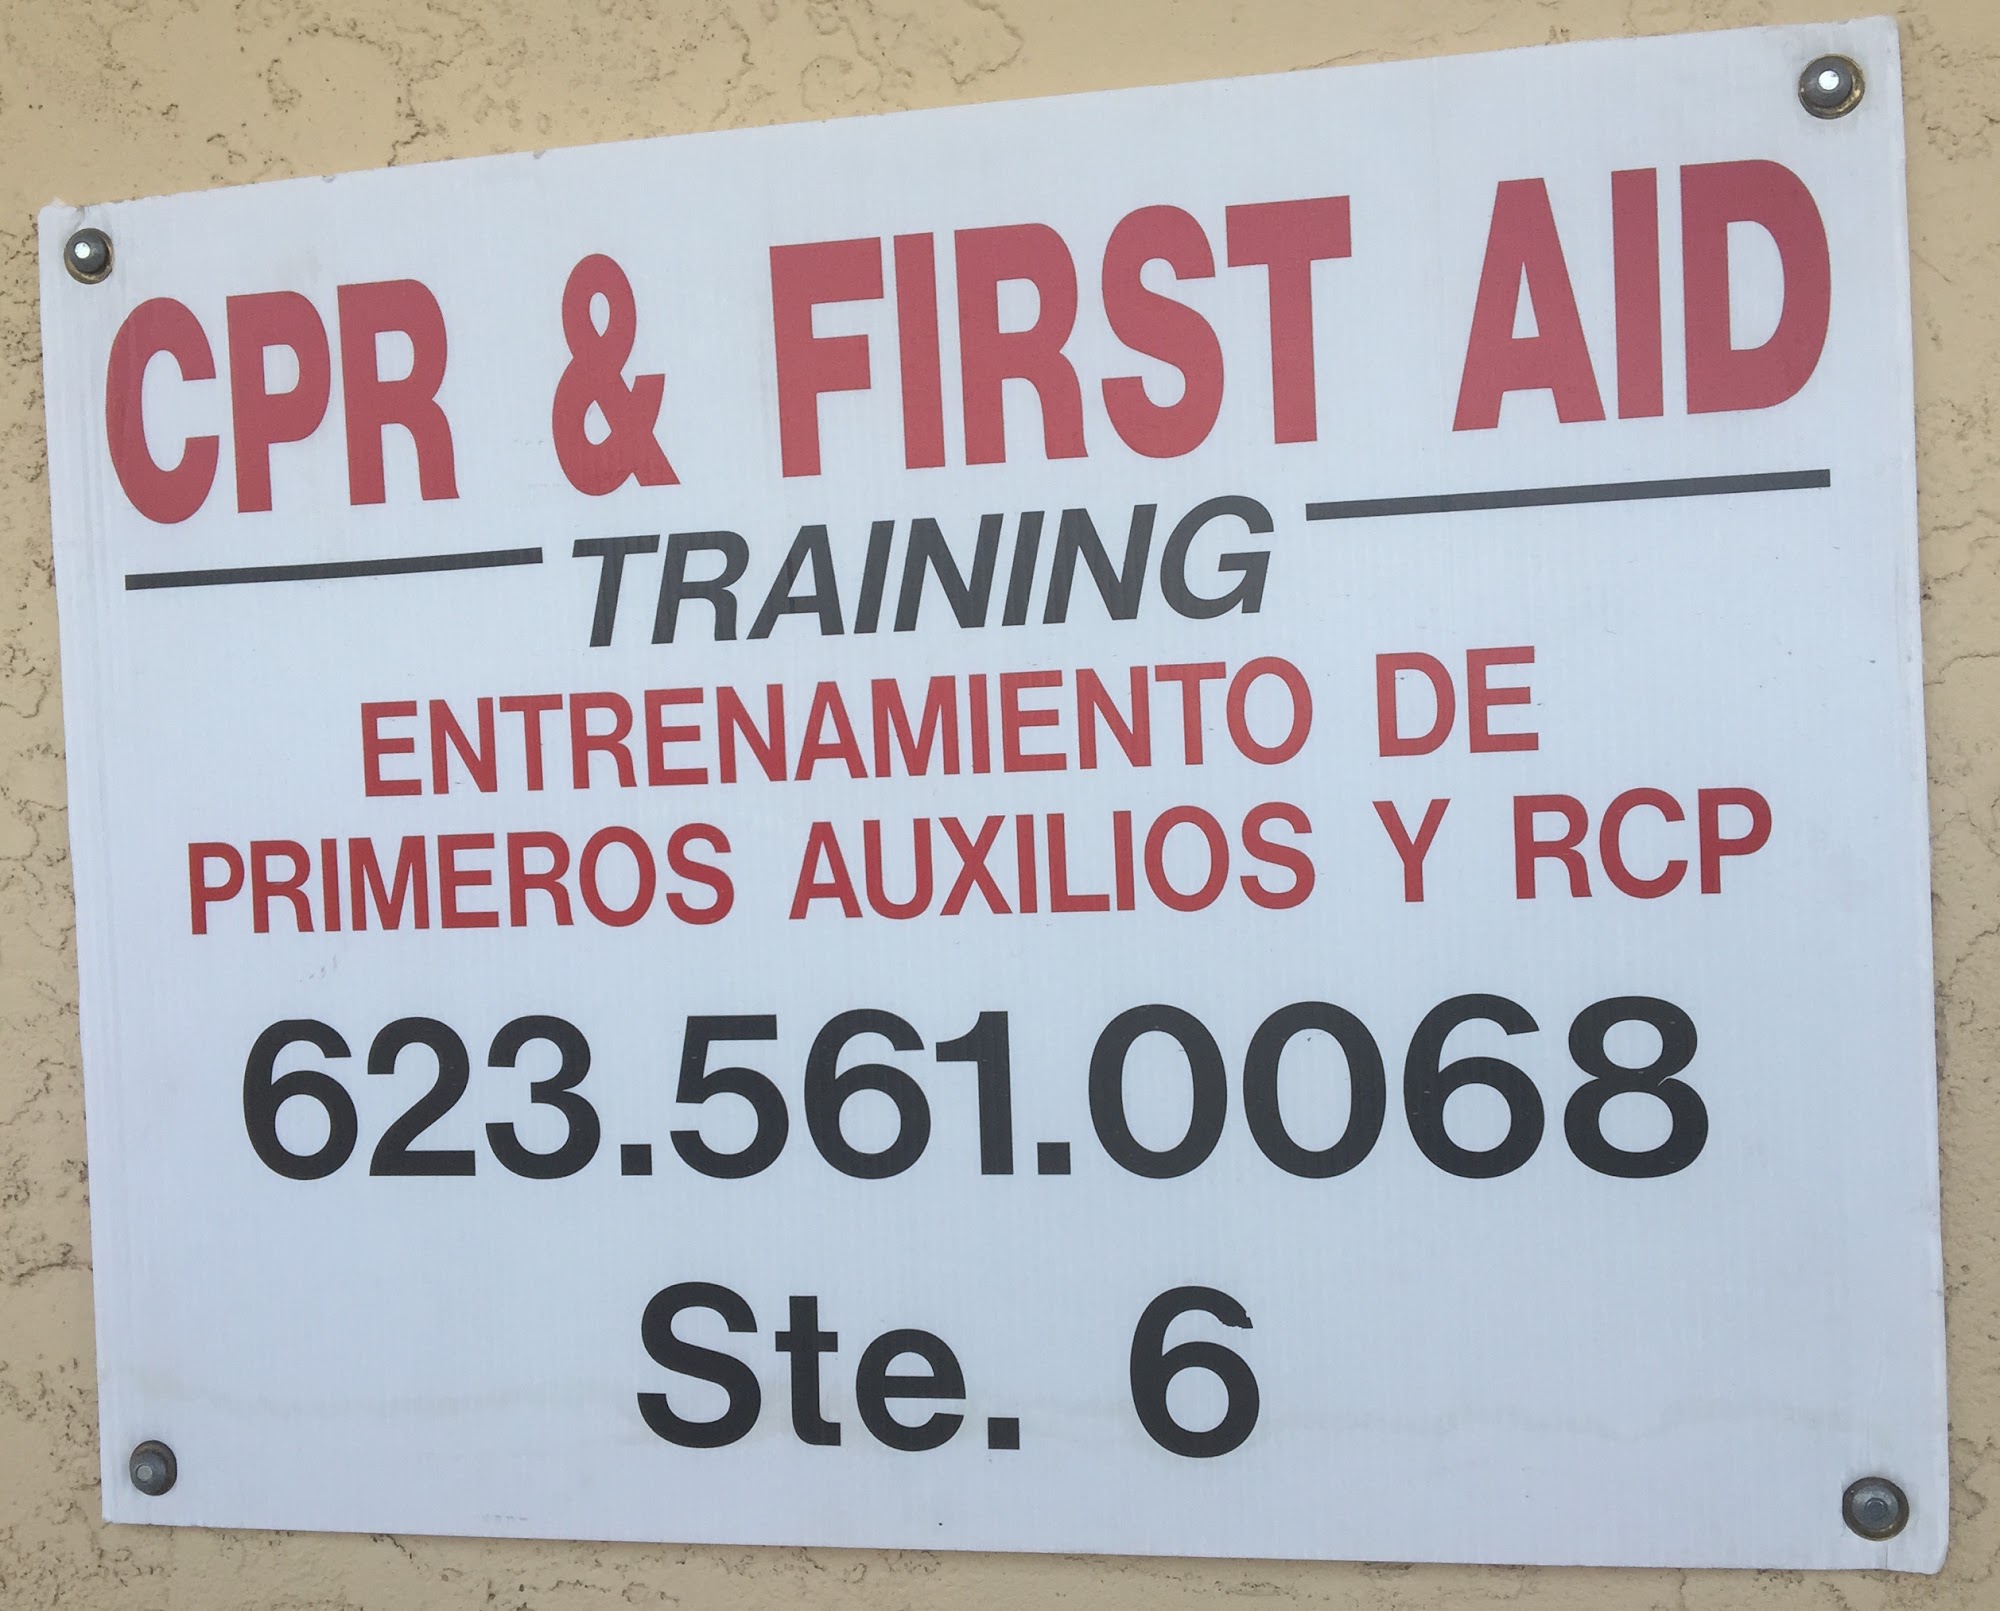 CPR & FIRST AID
TRAINING
ENTRENAMIENTO DE
PRIMEROS AUXILIOS Y RCP
623.561.0068
Ste. 6